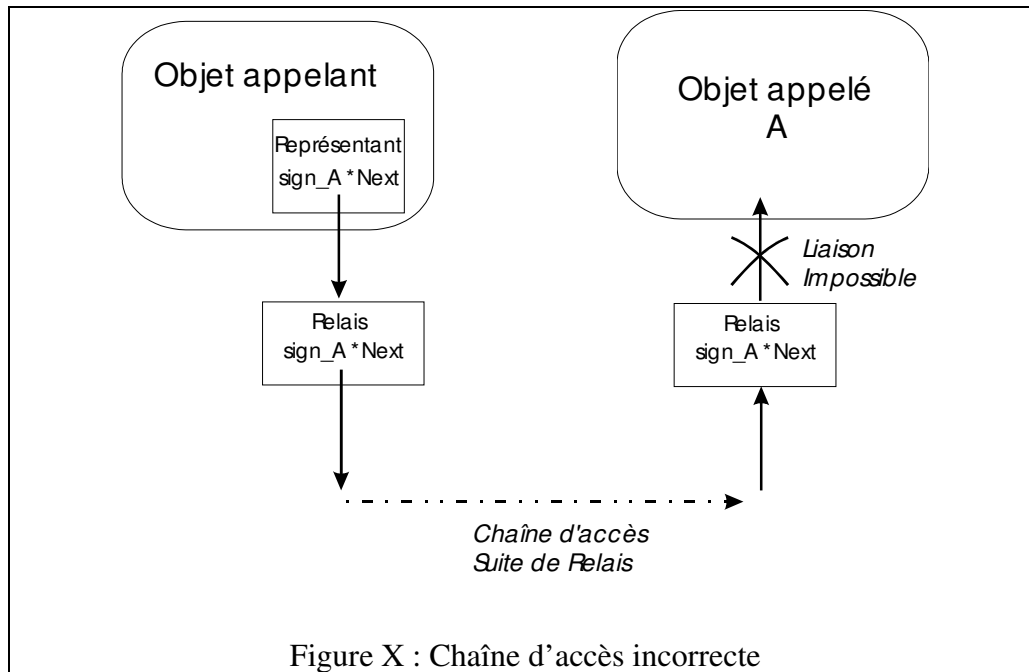 Objet appelant
Représentant
sign_A *Next
Relais
sign_A *Next
Objet appelé
A
Liaison
Impossible
Relais
sign_A *Next
Chaîne d'accès
Suite de Relais
Figure X : Chaîne d'accès incorrecte